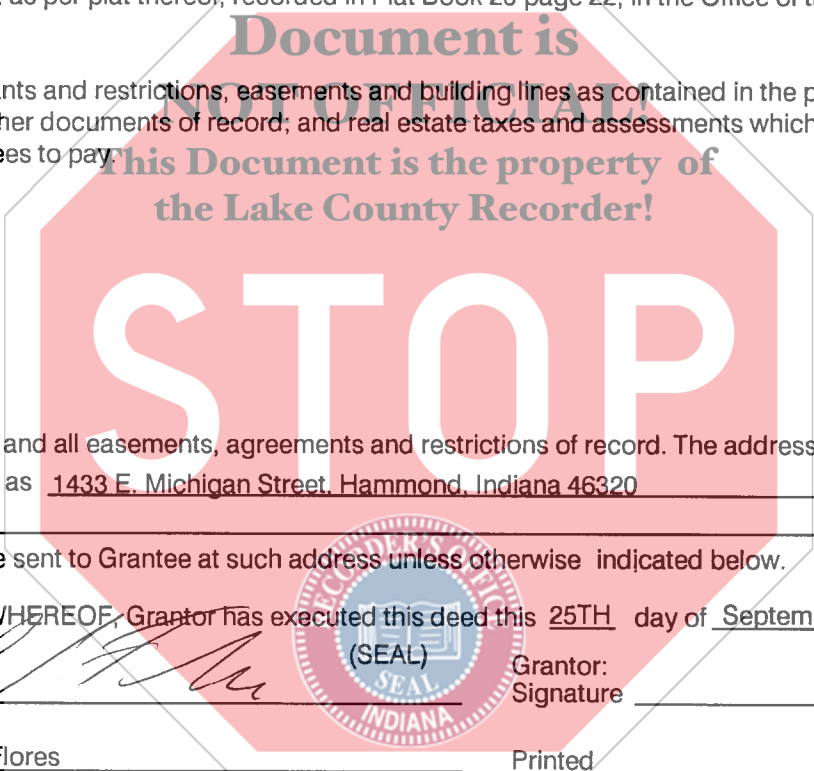 as per plat thereof, recorded in Plat Book 20 page 22, in the Office of t
Document is
NOT OFFICIAL!
nts and restrictions, easements and building lines as contained in the p
her documents of record; and real estate taxes and assessments which
ees to pay.
This Document is the property of
the Lake County Recorder!
STOP
and all easements, agreements and restrictions of record. The address
as 1433 E. Michigan Street, Hammond, Indiana 46320
e sent to Grantee at such address unless otherwise indicated below.
WHEREOF, Grantor has executed this deed this 25TH day of Septem
(SEAL)
Grantor:
Signature
RECORDER'S OFFIC
SEAL
INDIANA
Flores
Printed